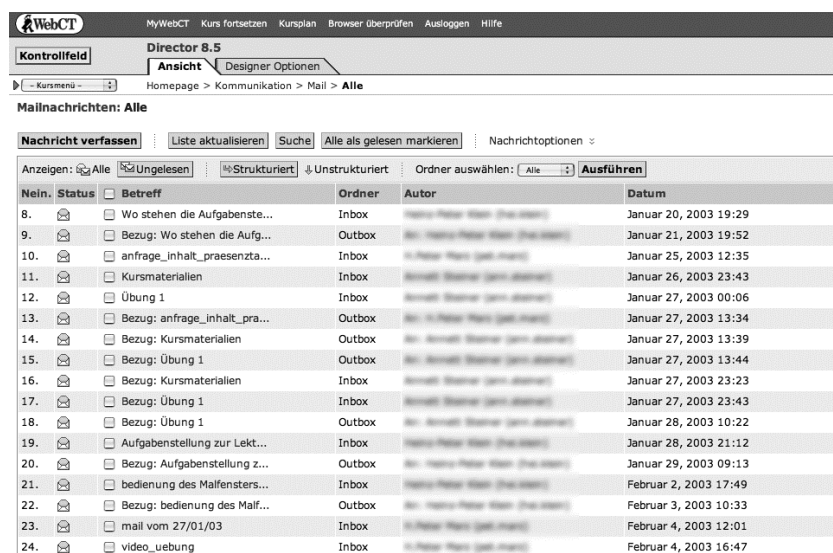 WebCT MyWebCT Kurs fortsetzen Kursplan Browser überprüfen Ausloggen Hilfe
Kontrollfeld Director 8.5
Ansicht Designer Optionen
- Kursmenü - Homepage > Kommunikation > Mail > Alle
Mailnachrichten: Alle
Nachricht verfassen Liste aktualisieren Suche Alle als gelesen markieren Nachrichtoptionen
Anzeigen: Alle Ungelesen Strukturiert Unstrukturiert Ordner auswählen: Alle Ausführen
Nein. Status Betreff Ordner Autor Datum
8. Wo stehen die Aufgabenste... Inbox Januar 20, 2003 19:29
9. Bezug: Wo stehen die Aufg... Outbox Januar 21, 2003 19:52
10. anfrage_inhalt_praesenzta... Inbox Januar 25, 2003 12:35
11. Kursmaterialien Inbox Januar 26, 2003 23:43
12. Übung 1 Inbox Januar 27, 2003 00:06
13. Bezug: anfrage_inhalt_pra... Outbox Januar 27, 2003 13:34
14. Bezug: Kursmaterialien Outbox Januar 27, 2003 13:39
15. Bezug: Übung 1 Outbox Januar 27, 2003 13:44
16. Bezug: Kursmaterialien Inbox Januar 27, 2003 23:23
17. Bezug: Übung 1 Inbox Januar 27, 2003 23:43
18. Bezug: Übung 1 Outbox Januar 28, 2003 10:22
19. Aufgabenstellung zur Lekt... Inbox Januar 28, 2003 21:12
20. Bezug: Aufgabenstellung z... Outbox Januar 29, 2003 09:13
21. bedienung des Malfensters... Inbox Februar 2, 2003 17:49
22. Bezug: bedienung des Malf... Outbox Februar 3, 2003 10:33
23. mail vom 27/01/03 Inbox Februar 4, 2003 12:01
24. video_uebung Inbox Februar 4, 2003 16:47